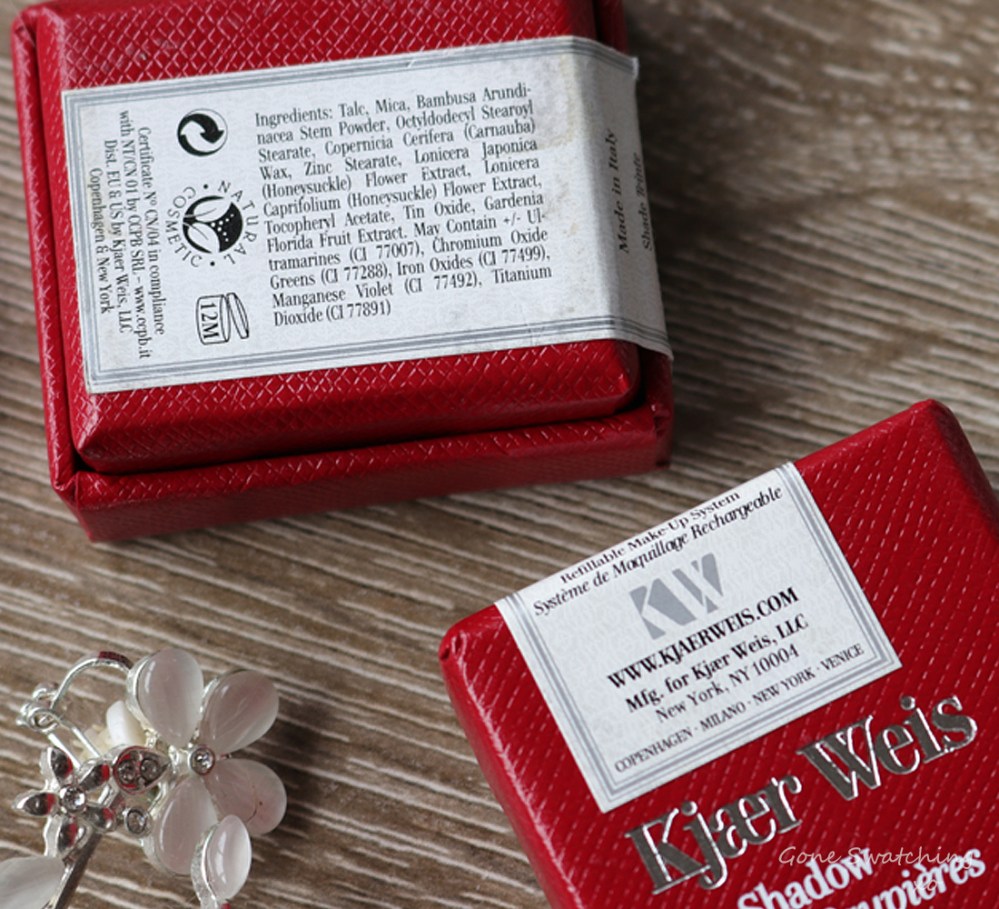 Ingredients: Talc, Mica, Bambusa Arundi-
nacea Stem Powder, Octyldodecyl Stearoyl
Stearate, Copernicia Cerifera (Carnauba)
Wax, Zinc Stearate, Lonicera Japonica
(Honeysuckle) Flower Extract, Lonicera
Caprifolium (Honeysuckle) Flower Extract,
Tocopheryl Acetate, Tin Oxide, Gardenia
Florida Fruit Extract. May Contain +/- Ul-
tramarines (CI 77007), Chromium Oxide
Greens (CI 77288), Iron Oxides (CI 77499),
Manganese Violet (CI 77492), Titanium
Dioxide (CI 77891)
NATURAL
COSMETIC
12M
Certificate N° CN/04 in compliance
with NT/CN 01 by CCPB SRL – www.ccpb.it
Dist. EU & US by Kjaer Weis, LLC
Copenhagen & New York
Made in Italy
Shade Teinte
Refillable Make-Up System
Système de Maquillage Rechargeable
KW
WWW.KJAERWEIS.COM
Mfg. for Kjær Weis, LLC
New York, NY 10004
COPENHAGEN · MILANO · NEW YORK · VENICE
Kjær Weis
Shadow
Gone Swatching
xo